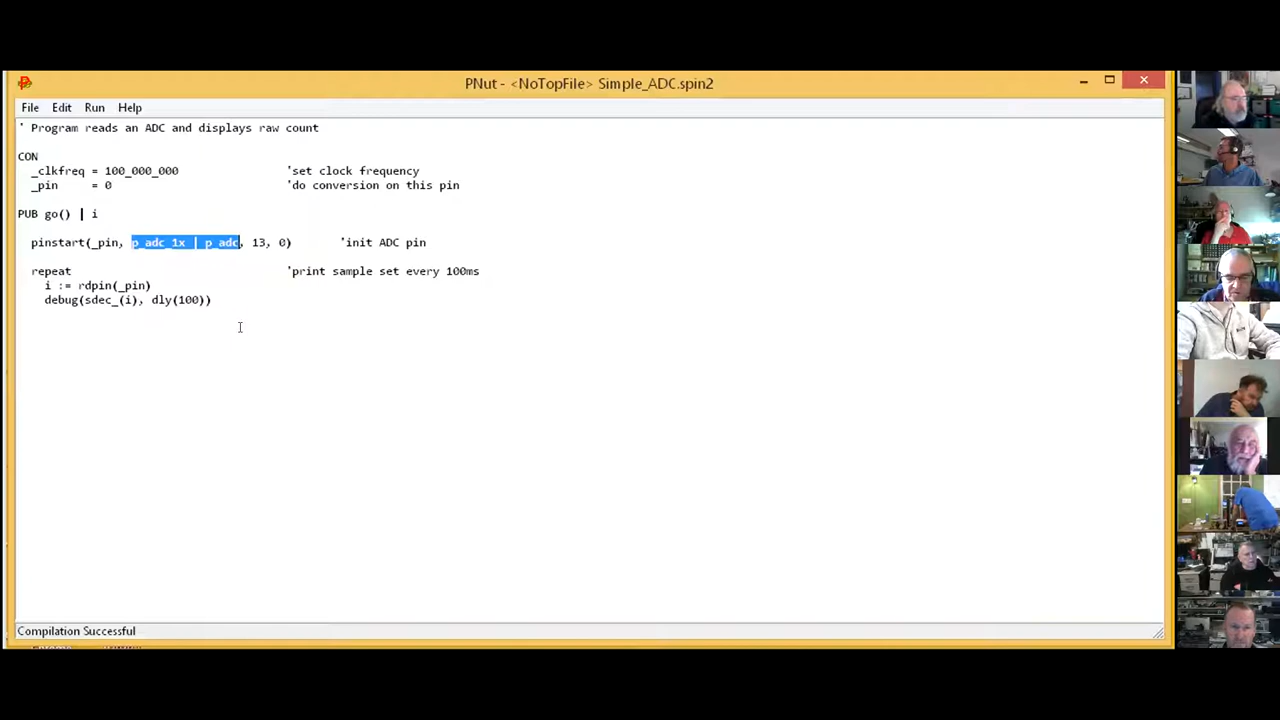 PNut - <NoTopFile> Simple_ADC.spin2
File Edit Run Help
' Program reads an ADC and displays raw count
CON
_clkfreq = 100_000_000 'set clock frequency
_pin = 0 'do conversion on this pin
PUB go() | i
pinstart(_pin, p_adc_1x | p_adc, 13, 0) 'init ADC pin
repeat 'print sample set every 100ms
i := rdpin(_pin)
debug(sdec_(i), dly(100))
Compilation Successful